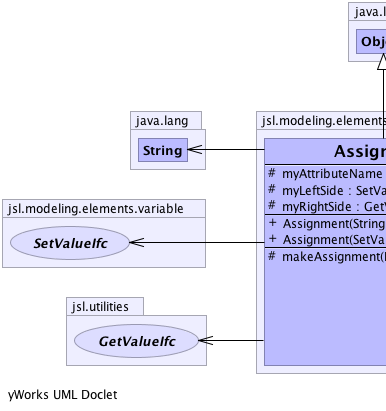 java.l
Obj
java.lang
String
jsl.modeling.elements
Assign
# myAttributeName
# myLeftSide : SetVa
# myRightSide : GetV
+ Assignment(String
+ Assignment(SetVa
# makeAssignment(
jsl.modeling.elements.variable
SetValueIfc
jsl.utilities
GetValueIfc
yWorks UML Doclet